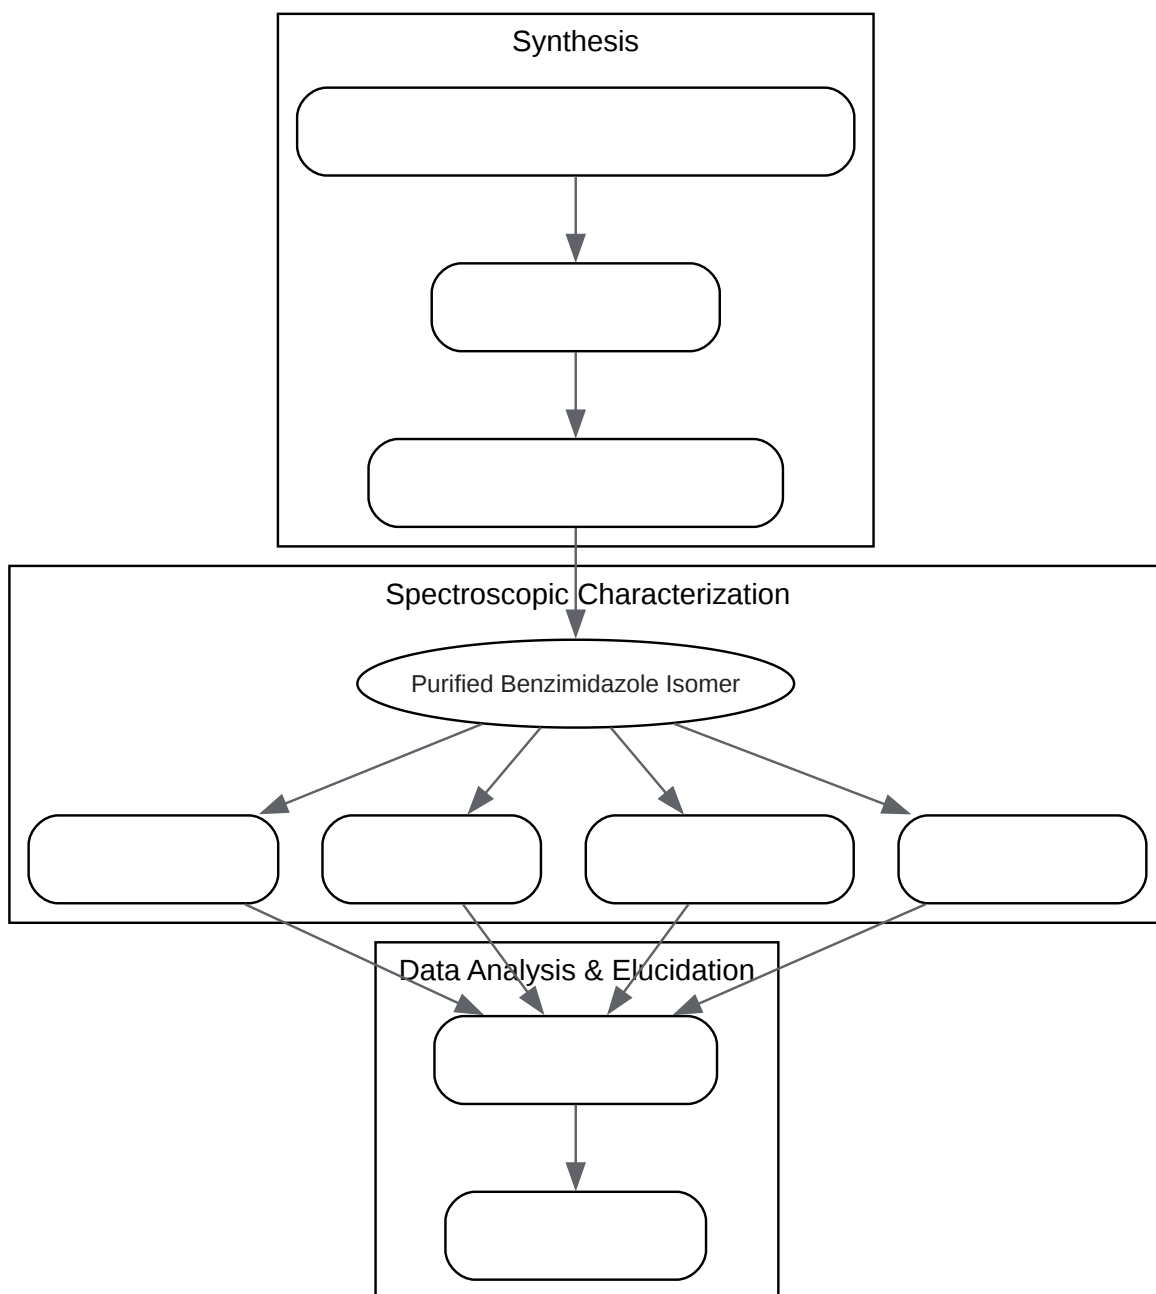 Synthesis
Spectroscopic Characterization
Purified Benzimidazole Isomer
Data Analysis & Elucidation